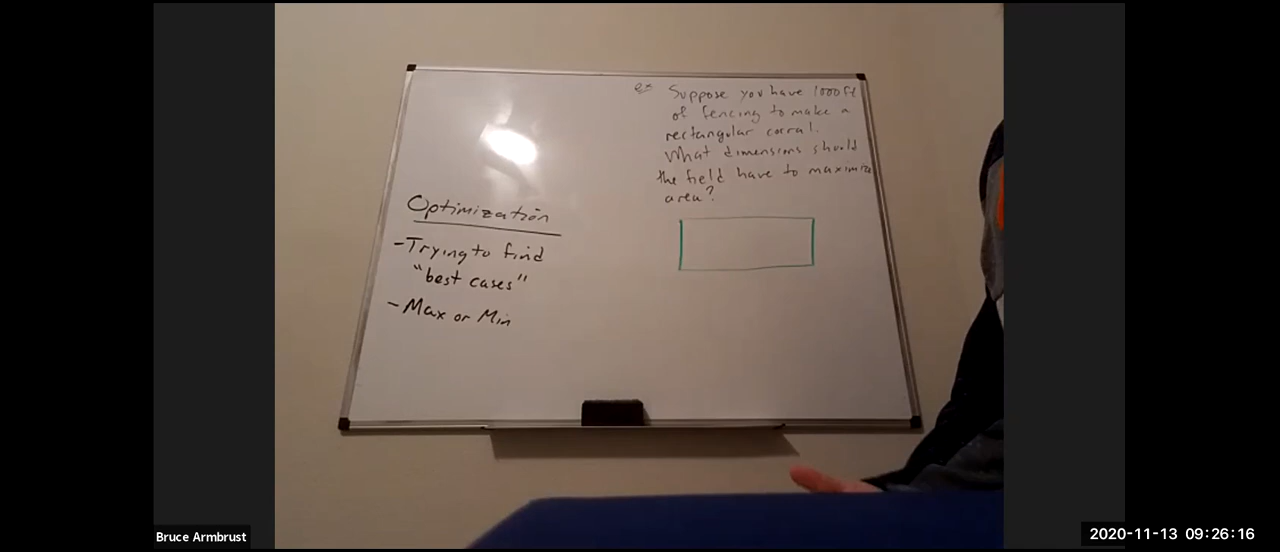 Optimization
- Trying to find
"best cases"
- Max or Min
ex Suppose you have 1000 ft
of fencing to make a
rectangular corral.
What dimensions should
the field have to maximize
area?
Bruce Armbrust
2020-11-13 09:26:16